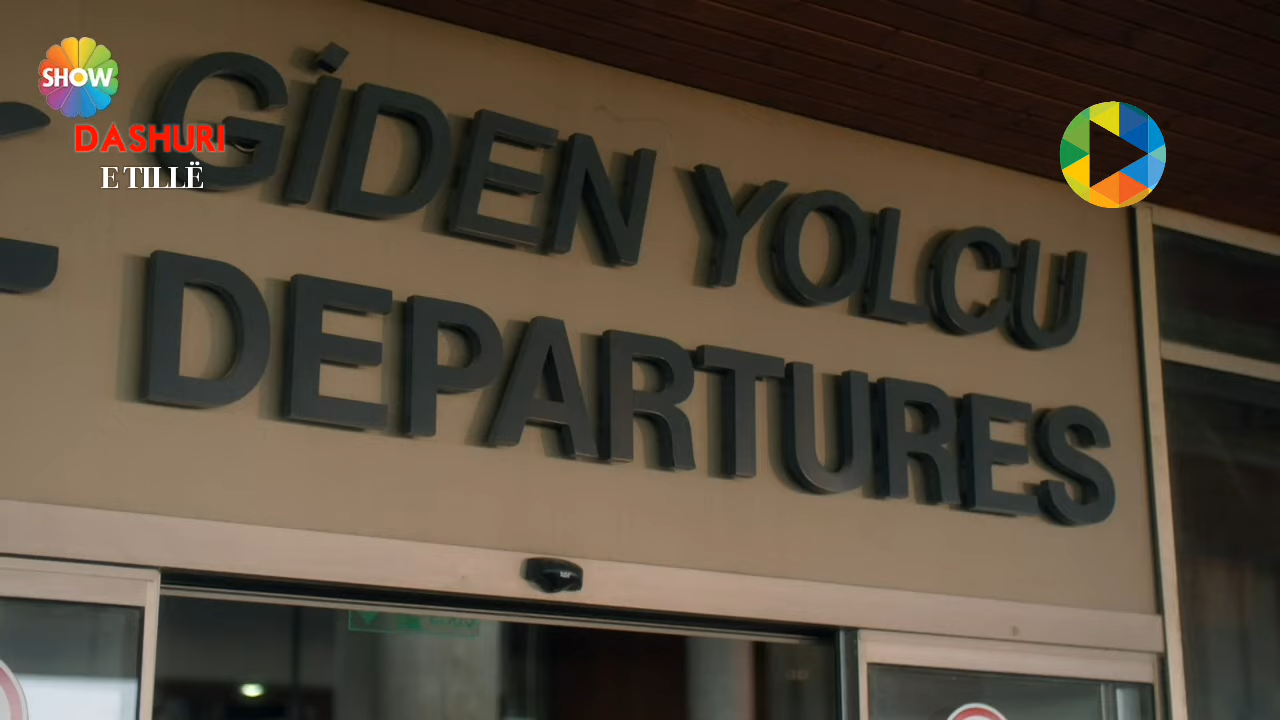 SHOW
DASHURI
E TILLË
GİDEN YOLCU
DEPARTURES